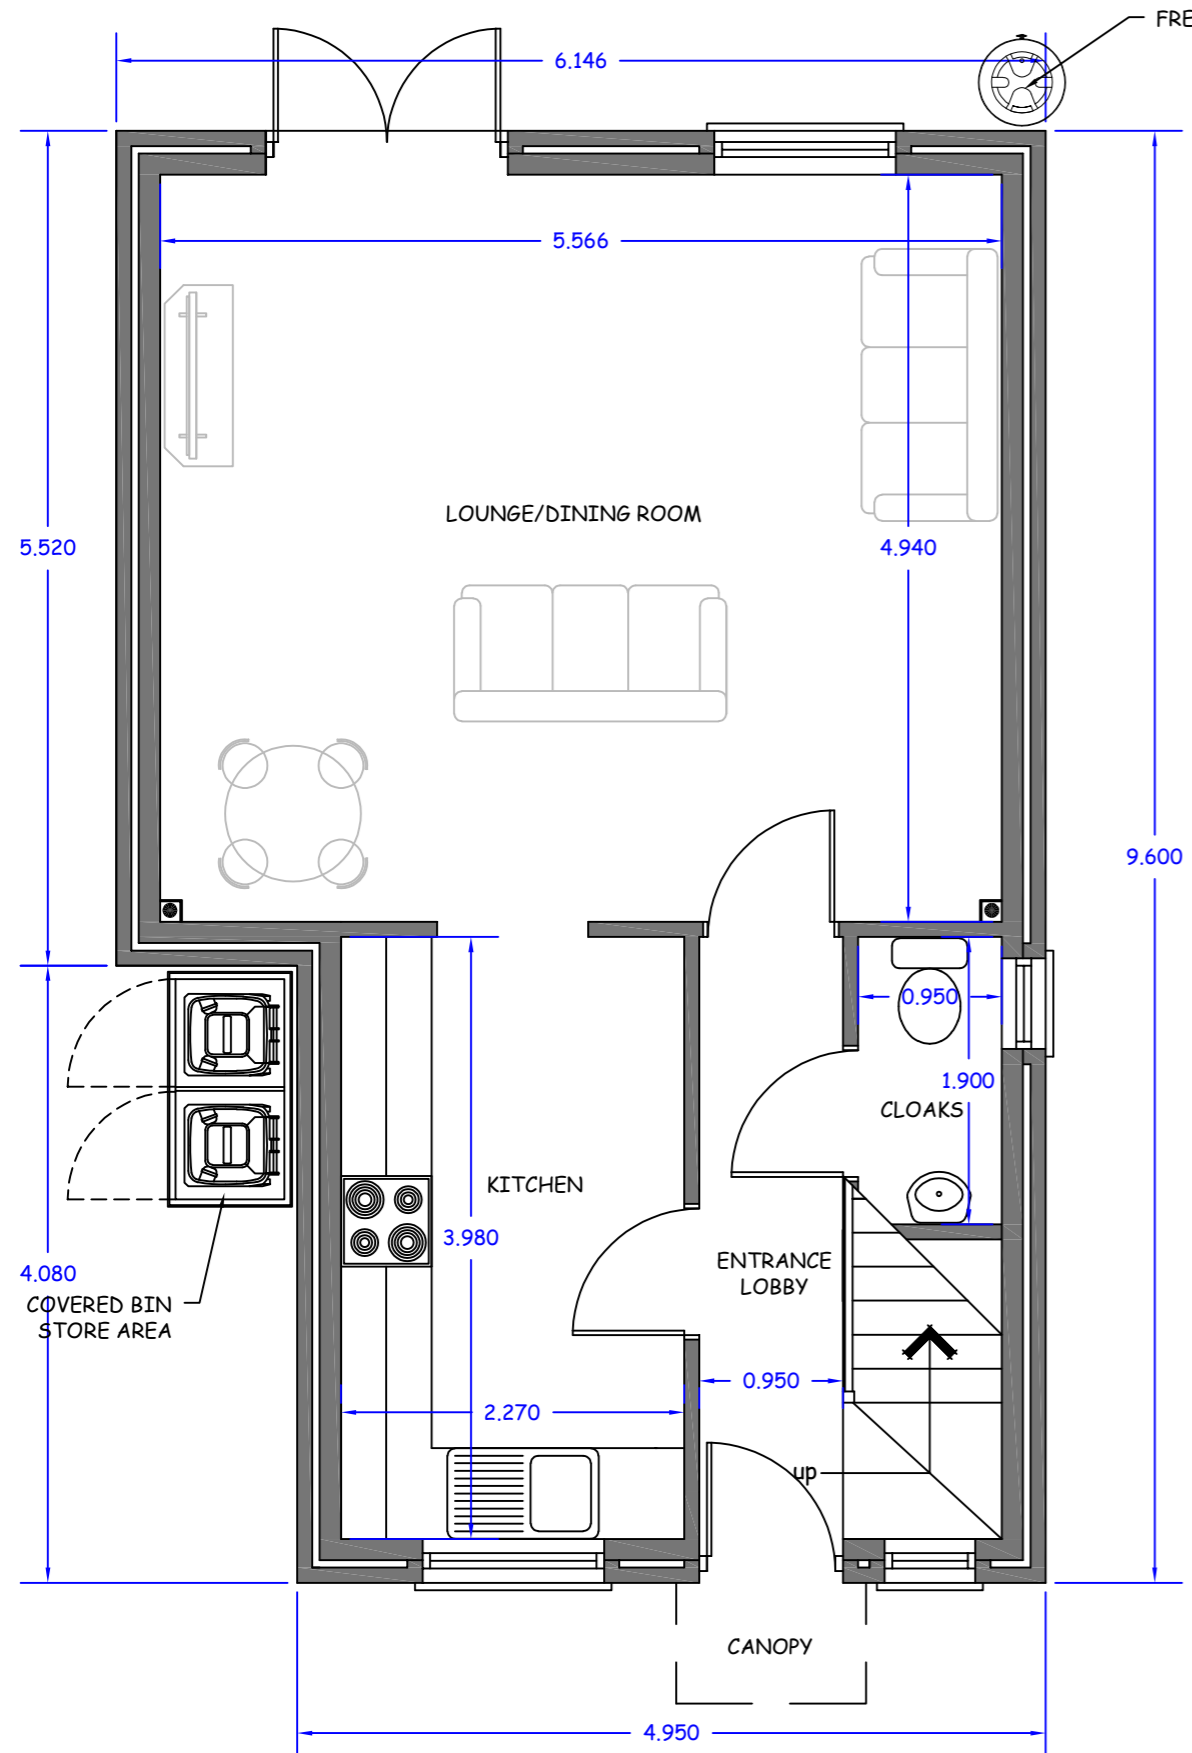 FRE
6.146
5.566
LOUNGE/DINING ROOM
5.520
4.940
9.600
0.950
1.900
CLOAKS
KITCHEN
3.980
ENTRANCE
LOBBY
4.080
COVERED BIN
STORE AREA
0.950
2.270
up
CANOPY
4.950